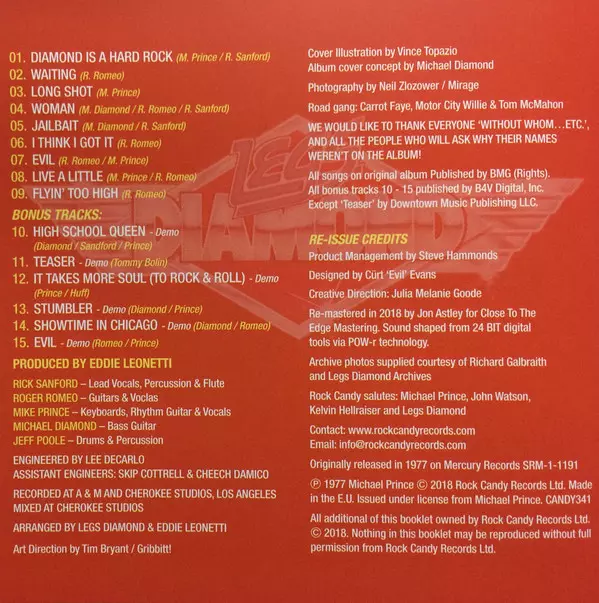 01. DIAMOND IS A HARD ROCK (M. Prince / R. Sanford)
02. WAITING (R. Romeo)
03. LONG SHOT (M. Prince)
04. WOMAN (M. Diamond / R. Romeo / R. Sanford)
05. JAILBAIT (M. Diamond / R. Sanford)
06. I THINK I GOT IT (R. Romeo)
07. EVIL (R. Romeo / M. Prince)
08. LIVE A LITTLE (M. Prince / R. Sanford)
09. FLYIN' TOO HIGH (R. Romeo)
BONUS TRACKS:
10. HIGH SCHOOL QUEEN - Demo
(Diamond / Sandford / Prince)
11. TEASER - Demo (Tommy Bolin)
12. IT TAKES MORE SOUL (TO ROCK & ROLL) - Demo
(Prince / Huff)
13. STUMBLER - Demo (Diamond / Prince)
14. SHOWTIME IN CHICAGO - Demo (Diamond / Romeo)
15. EVIL - Demo (Romeo / Prince)
PRODUCED BY EDDIE LEONETTI
RICK SANFORD – Lead Vocals, Percussion & Flute
ROGER ROMEO – Guitars & Voclas
MIKE PRINCE – Keyboards, Rhythm Guitar & Vocals
MICHAEL DIAMOND – Bass Guitar
JEFF POOLE – Drums & Percussion
ENGINEERED BY LEE DECARLO
ASSISTANT ENGINEERS: SKIP COTTRELL & CHEECH DAMICO
RECORDED AT A & M AND CHEROKEE STUDIOS, LOS ANGELES
MIXED AT CHEROKEE STUDIOS
ARRANGED BY LEGS DIAMOND & EDDIE LEONETTI
Art Direction by Tim Bryant / Gribbitt!
Cover Illustration by Vince Topazio
Album cover concept by Michael Diamond
Photography by Neil Zlozower / Mirage
Road gang: Carrot Faye, Motor City Willie & Tom McMahon
WE WOULD LIKE TO THANK EVERYONE 'WITHOUT WHOM…ETC.',
AND ALL THE PEOPLE WHO WILL ASK WHY THEIR NAMES
WEREN'T ON THE ALBUM!
All songs on original album Published by BMG (Rights).
All bonus tracks 10 - 15 published by B4V Digital, Inc.
Except 'Teaser' by Downtown Music Publishing LLC.
RE-ISSUE CREDITS
Product Management by Steve Hammonds
Designed by Cürt 'Evil' Evans
Creative Direction: Julia Melanie Goode
Re-mastered in 2018 by Jon Astley for Close To The
Edge Mastering. Sound shaped from 24 BIT digital
tools via POW-r technology.
Archive photos supplied courtesy of Richard Galbraith
and Legs Diamond Archives
Rock Candy salutes: Michael Prince, John Watson,
Kelvin Hellraiser and Legs Diamond
Contact: www.rockcandyrecords.com
Email: info@rockcandyrecords.com
Originally released in 1977 on Mercury Records SRM-1-1191
℗ 1977 Michael Prince © 2018 Rock Candy Records Ltd. Made
in the E.U. Issued under license from Michael Prince. CANDY341
All additional of this booklet owned by Rock Candy Records Ltd.
© 2018. Nothing in this booklet may be reproduced without full
permission from Rock Candy Records Ltd.
LEGS
DIAMOND